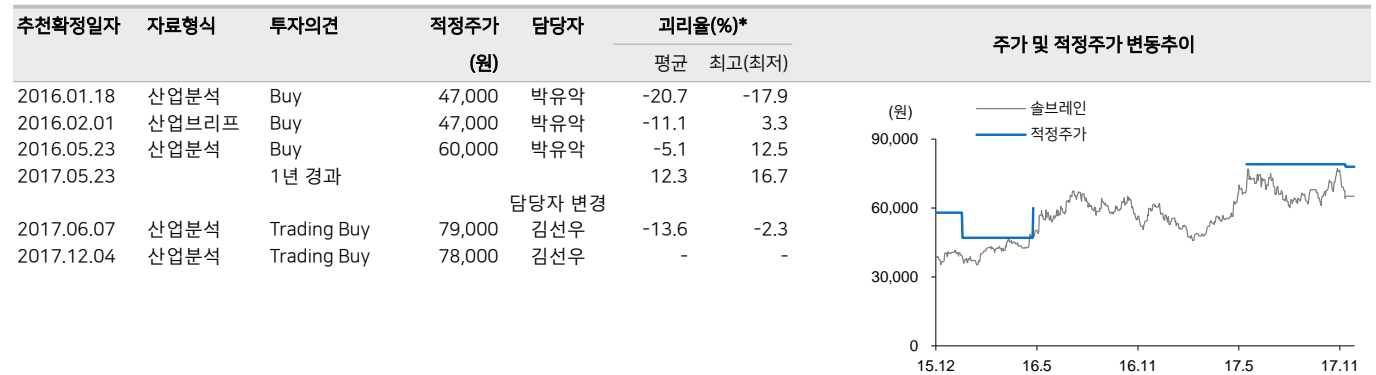 추천확정일자 자료형식 투자의견 적정주가 담당자 괴리율(%)* 주가 및 적정주가 변동추이
(원) 평균 최고(최저)
2016.01.18 산업분석 Buy 47,000 박유악 -20.7 -17.9
2016.02.01 산업브리프 Buy 47,000 박유악 -11.1 3.3
2016.05.23 산업분석 Buy 60,000 박유악 -5.1 12.5
2017.05.23 1년 경과 12.3 16.7
담당자 변경
2017.06.07 산업분석 Trading Buy 79,000 김선우 -13.6 -2.3
2017.12.04 산업분석 Trading Buy 78,000 김선우 - -
(원) 솔브레인
적정주가
90,000
60,000
30,000
0
15.12 16.5 16.11 17.5 17.11